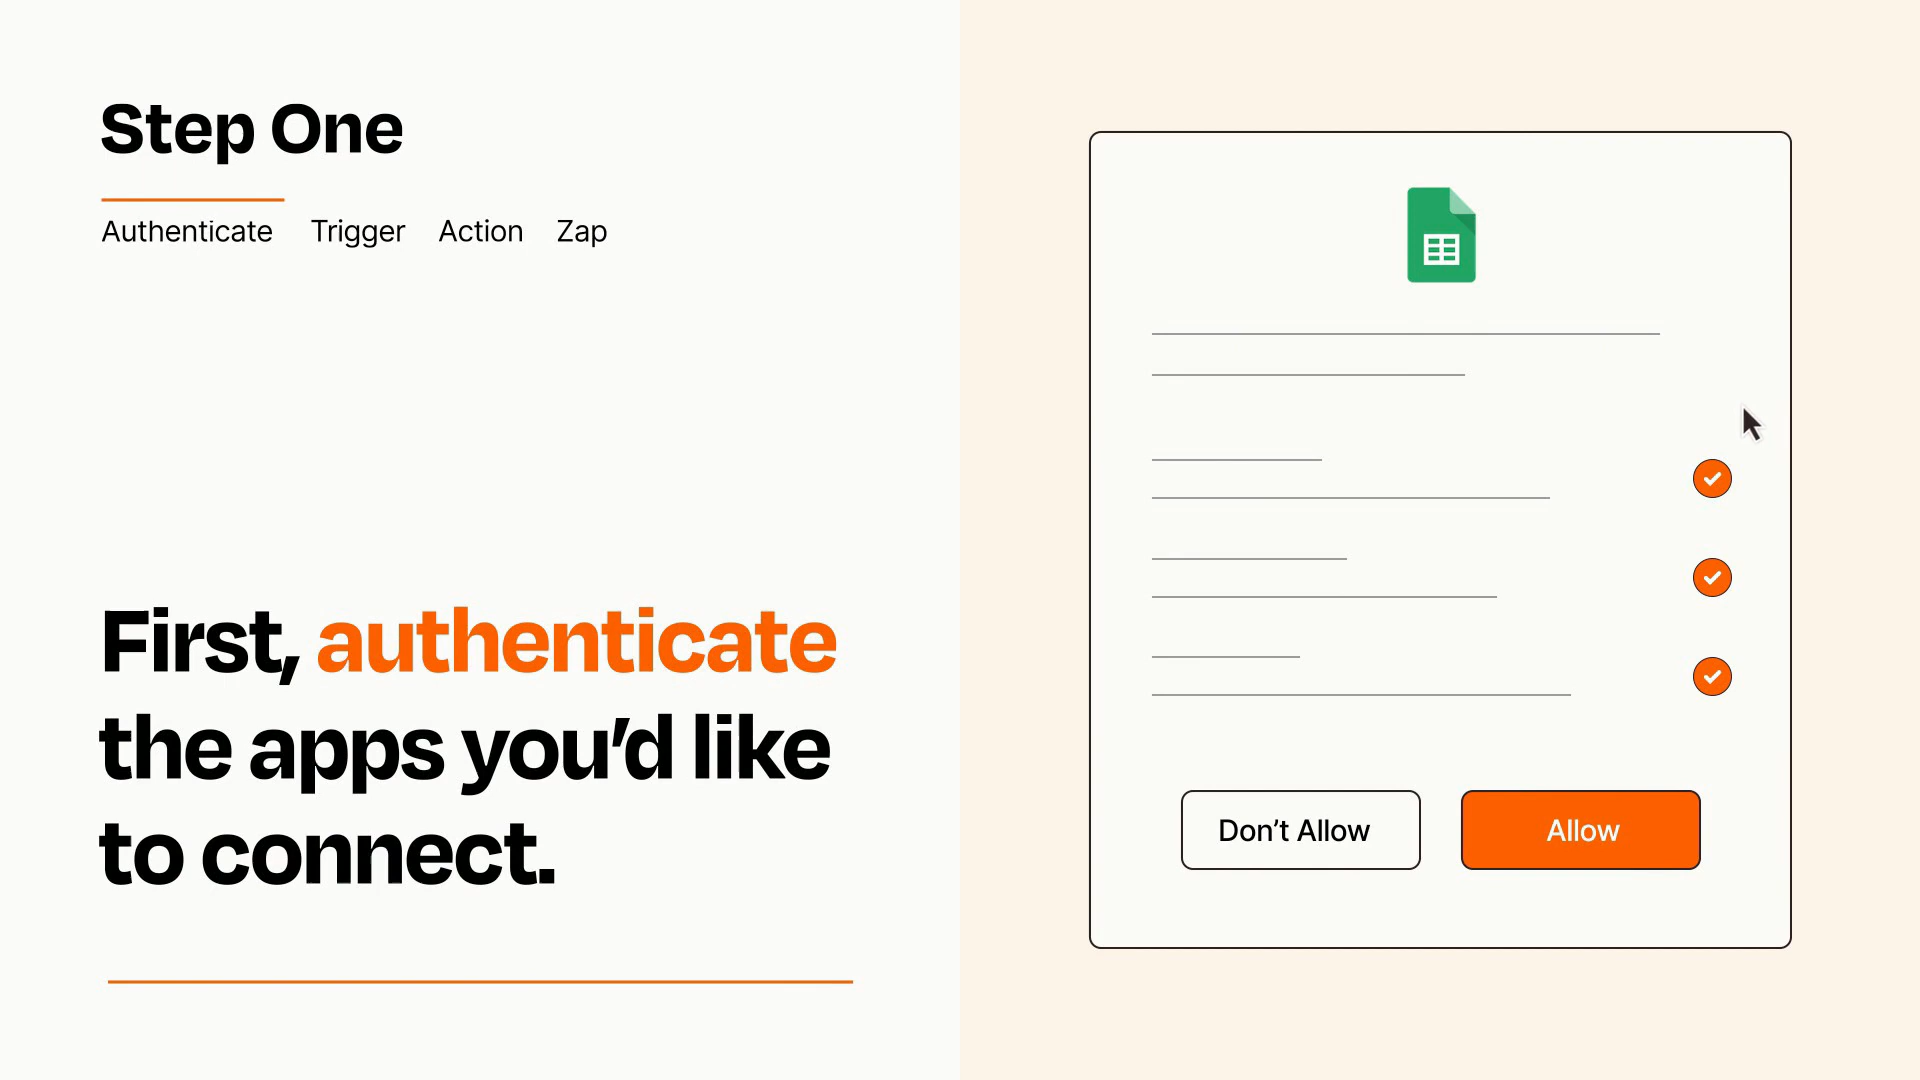 Step One
Authenticate Trigger Action Zap
First, authenticate
the apps you’d like
to connect.
Don’t Allow Allow